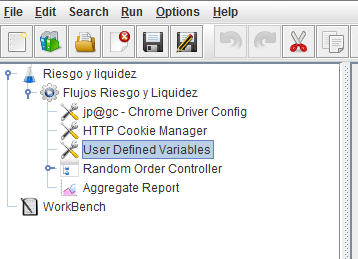 File Edit Search Run Options Help
Riesgo y liquidez
Flujos Riesgo y Liquidez
jp@gc - Chrome Driver Config
HTTP Cookie Manager
User Defined Variables
Random Order Controller
Aggregate Report
WorkBench